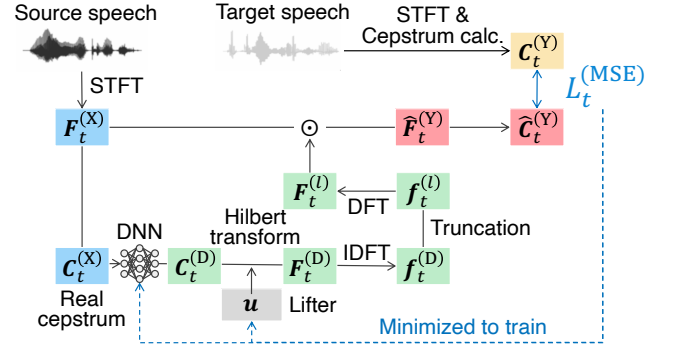 Source speech
Target speech
STFT &
Cepstrum calc.
C_t^(Y)
STFT
L_t^(MSE)
F_t^(X)
⊙
F̂_t^(Y)
Ĉ_t^(Y)
F_t^(l)
DFT
f_t^(l)
Hilbert
transform
Truncation
DNN
C_t^(X)
C_t^(D)
F_t^(D)
IDFT
f_t^(D)
Real
cepstrum
u
Lifter
Minimized to train